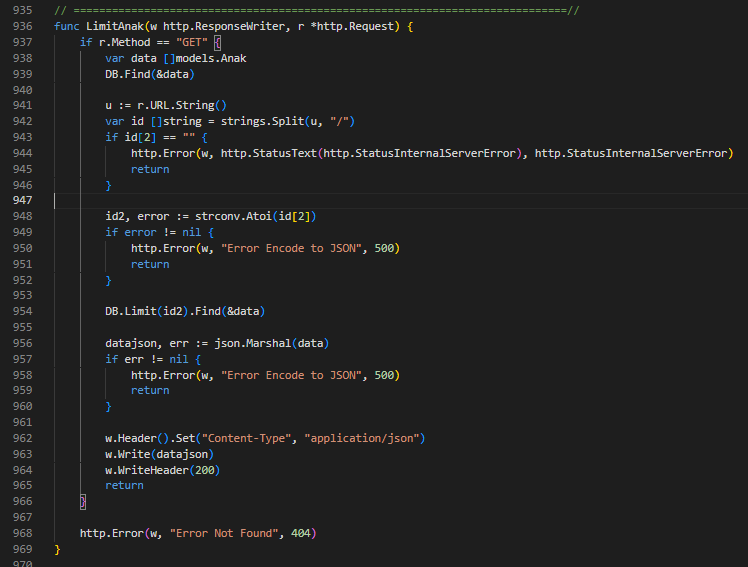 935 // =============================================================================//
936 func LimitAnak(w http.ResponseWriter, r *http.Request) {
937     if r.Method == "GET" {
938         var data []models.Anak
939         DB.Find(&data)
940
941         u := r.URL.String()
942         var id []string = strings.Split(u, "/")
943         if id[2] == "" {
944             http.Error(w, http.StatusText(http.StatusInternalServerError), http.StatusInternalServerError)
945             return
946         }
947
948         id2, error := strconv.Atoi(id[2])
949         if error != nil {
950             http.Error(w, "Error Encode to JSON", 500)
951             return
952         }
953
954         DB.Limit(id2).Find(&data)
955
956         datajson, err := json.Marshal(data)
957         if err != nil {
958             http.Error(w, "Error Encode to JSON", 500)
959             return
960         }
961
962         w.Header().Set("Content-Type", "application/json")
963         w.Write(datajson)
964         w.WriteHeader(200)
965         return
966     }
967
968     http.Error(w, "Error Not Found", 404)
969 }
970